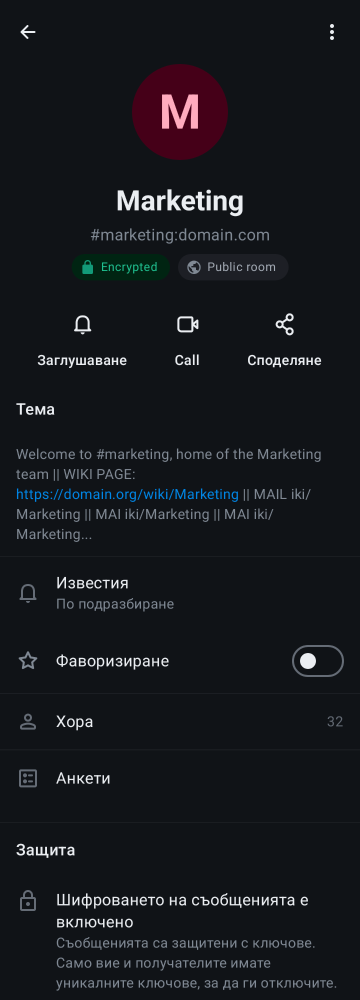 M
Marketing
#marketing:domain.com
Encrypted
Public room
Заглушаване
Call
Споделяне
Тема
Welcome to #marketing, home of the Marketing
team || WIKI PAGE:
https://domain.org/wiki/Marketing || MAIL iki/
Marketing || MAI iki/Marketing || MAI iki/
Marketing...
Известия
По подразбиране
Фаворизиране
Хора
32
Анкети
Защита
Шифроването на съобщенията е
включено
Съобщенията са защитени с ключове.
Само вие и получателите имате
уникалните ключове, за да ги отключите.